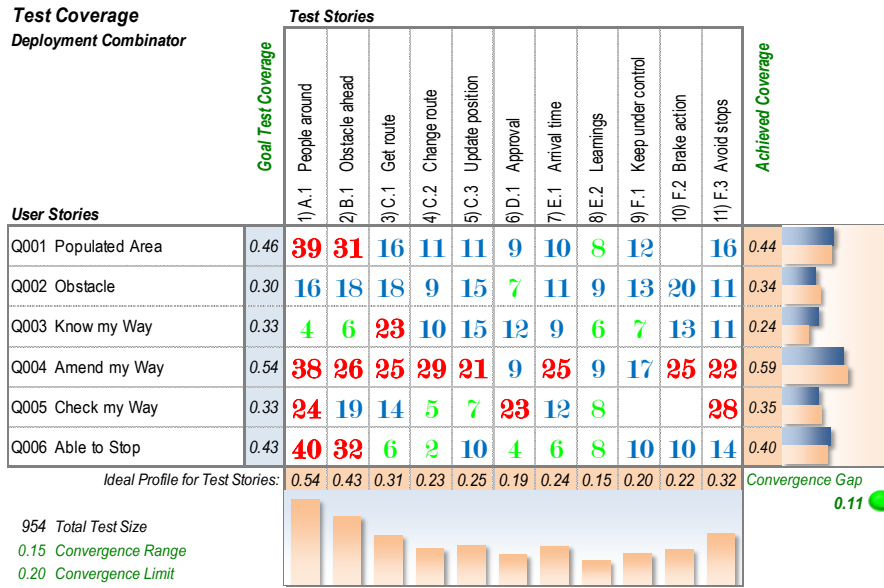 Test Coverage
Test Stories
Deployment Combinator
Goal Test Coverage
1) A.1 People around
2) B.1 Obstacle ahead
3) C.1 Get route
4) C.2 Change route
5) C.3 Update position
6) D.1 Approval
7) E.1 Arrival time
8) E.2 Learnings
9) F.1 Keep under control
10) F.2 Brake action
11) F.3 Avoid stops
Achieved Coverage
User Stories
Q001 Populated Area 0.46 39 31 16 11 11 9 10 8 12 16 0.44
Q002 Obstacle 0.30 16 18 18 9 15 7 11 9 13 20 11 0.34
Q003 Know my Way 0.33 4 6 23 10 15 12 9 6 7 13 11 0.24
Q004 Amend my Way 0.54 38 26 25 29 21 9 25 9 17 25 22 0.59
Q005 Check my Way 0.33 24 19 14 5 7 23 12 8 28 0.35
Q006 Able to Stop 0.43 40 32 6 2 10 4 6 8 10 10 14 0.40
Ideal Profile for Test Stories: 0.54 0.43 0.31 0.23 0.25 0.19 0.24 0.15 0.20 0.22 0.32 Convergence Gap
0.11
954 Total Test Size
0.15 Convergence Range
0.20 Convergence Limit